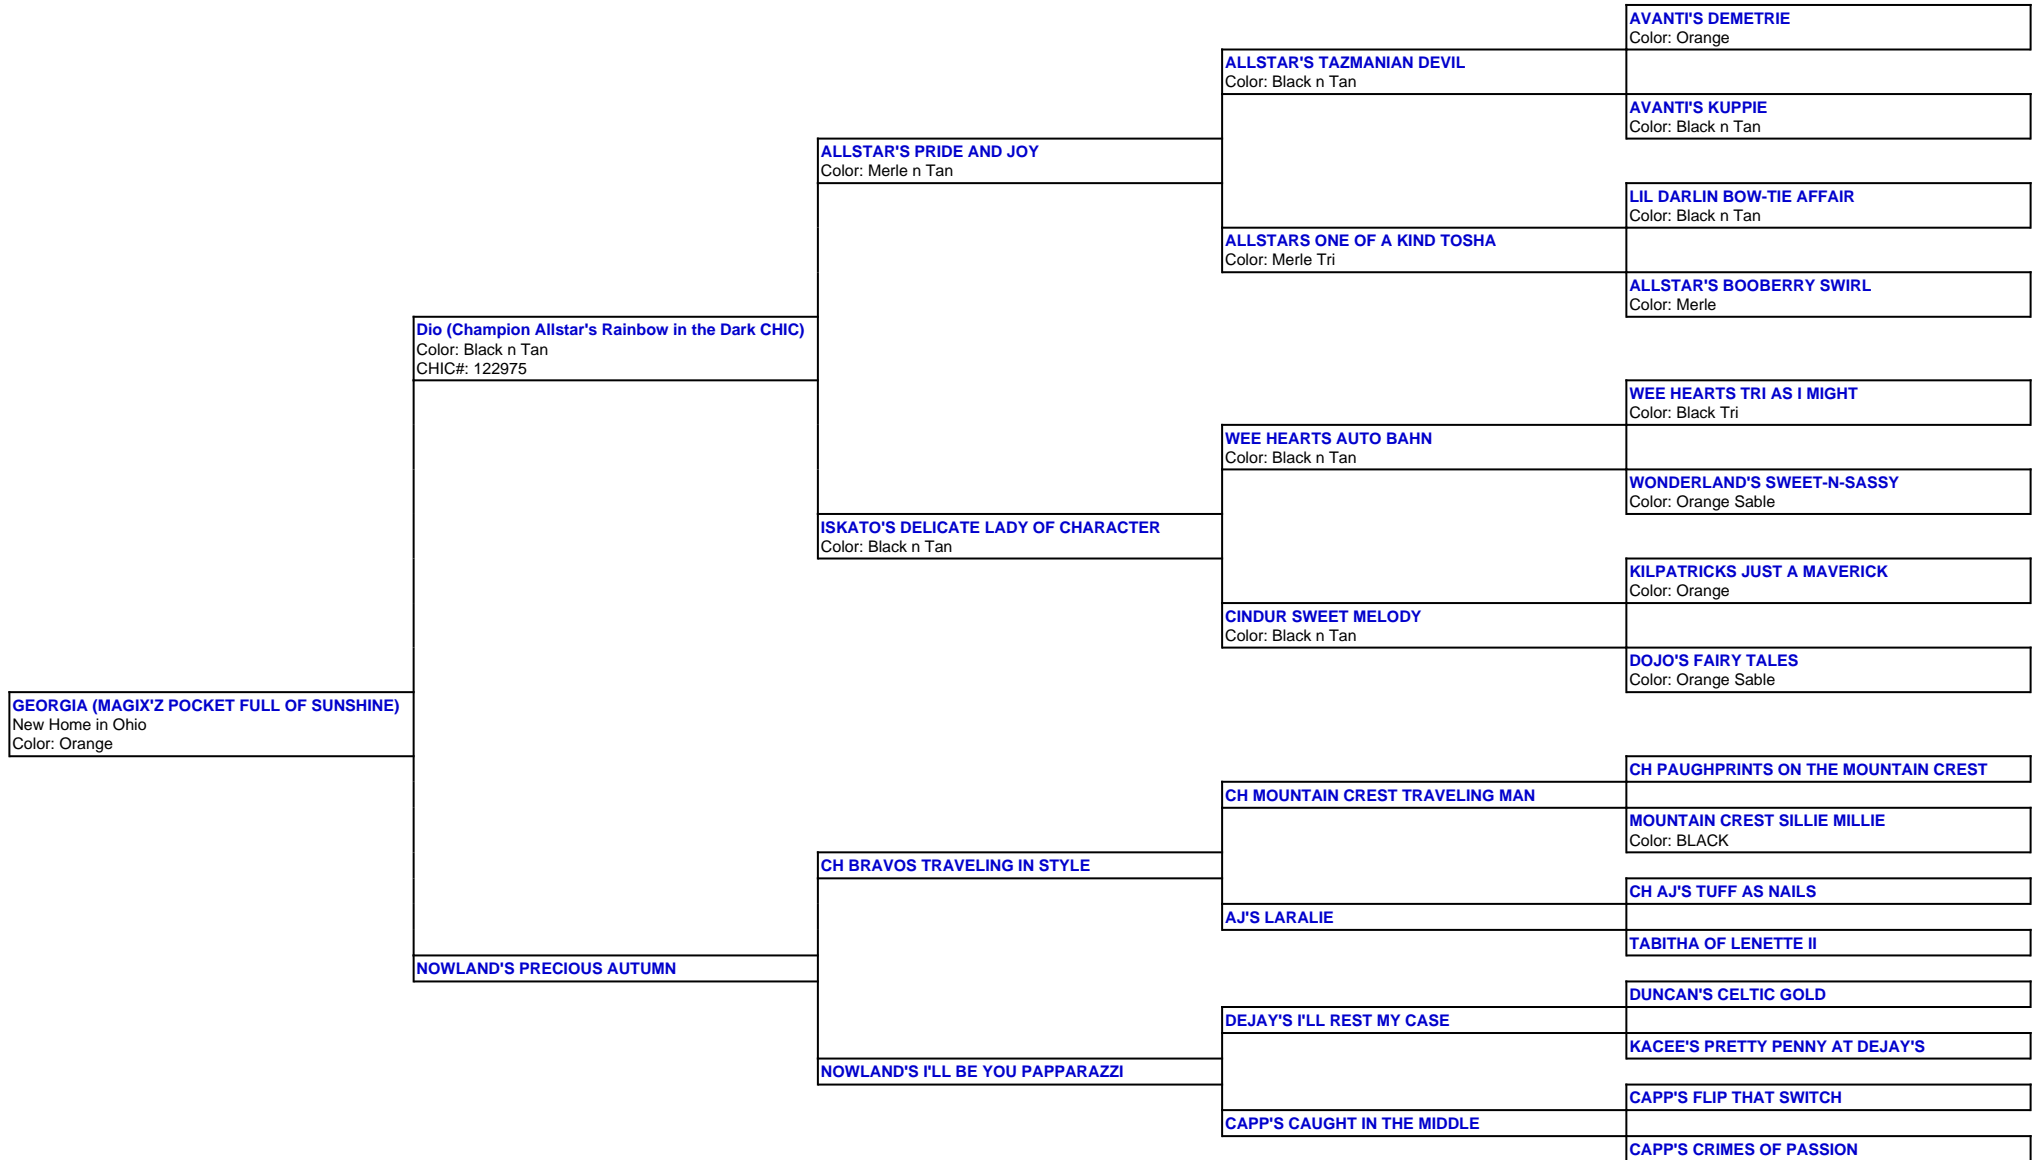 AVANTI'S DEMETRIE
Color: Orange
ALLSTAR'S TAZMANIAN DEVIL
Color: Black n Tan
AVANTI'S KUPPIE
Color: Black n Tan
ALLSTAR'S PRIDE AND JOY
Color: Merle n Tan
LIL DARLIN BOW-TIE AFFAIR
Color: Black n Tan
ALLSTARS ONE OF A KIND TOSHA
Color: Merle Tri
ALLSTAR'S BOOBERRY SWIRL
Color: Merle
Dio (Champion Allstar's Rainbow in the Dark CHIC)
Color: Black n Tan
CHIC#: 122975
WEE HEARTS TRI AS I MIGHT
Color: Black Tri
WEE HEARTS AUTO BAHN
Color: Black n Tan
WONDERLAND'S SWEET-N-SASSY
Color: Orange Sable
ISKATO'S DELICATE LADY OF CHARACTER
Color: Black n Tan
KILPATRICKS JUST A MAVERICK
Color: Orange
CINDUR SWEET MELODY
Color: Black n Tan
DOJO'S FAIRY TALES
Color: Orange Sable
GEORGIA (MAGIX'Z POCKET FULL OF SUNSHINE)
New Home in Ohio
Color: Orange
CH PAUGHPRINTS ON THE MOUNTAIN CREST
CH MOUNTAIN CREST TRAVELING MAN
MOUNTAIN CREST SILLIE MILLIE
Color: BLACK
CH BRAVOS TRAVELING IN STYLE
CH AJ'S TUFF AS NAILS
AJ'S LARALIE
TABITHA OF LENETTE II
NOWLAND'S PRECIOUS AUTUMN
DUNCAN'S CELTIC GOLD
DEJAY'S I'LL REST MY CASE
KACEE'S PRETTY PENNY AT DEJAY'S
NOWLAND'S I'LL BE YOU PAPPARAZZI
CAPP'S FLIP THAT SWITCH
CAPP'S CAUGHT IN THE MIDDLE
CAPP'S CRIMES OF PASSION